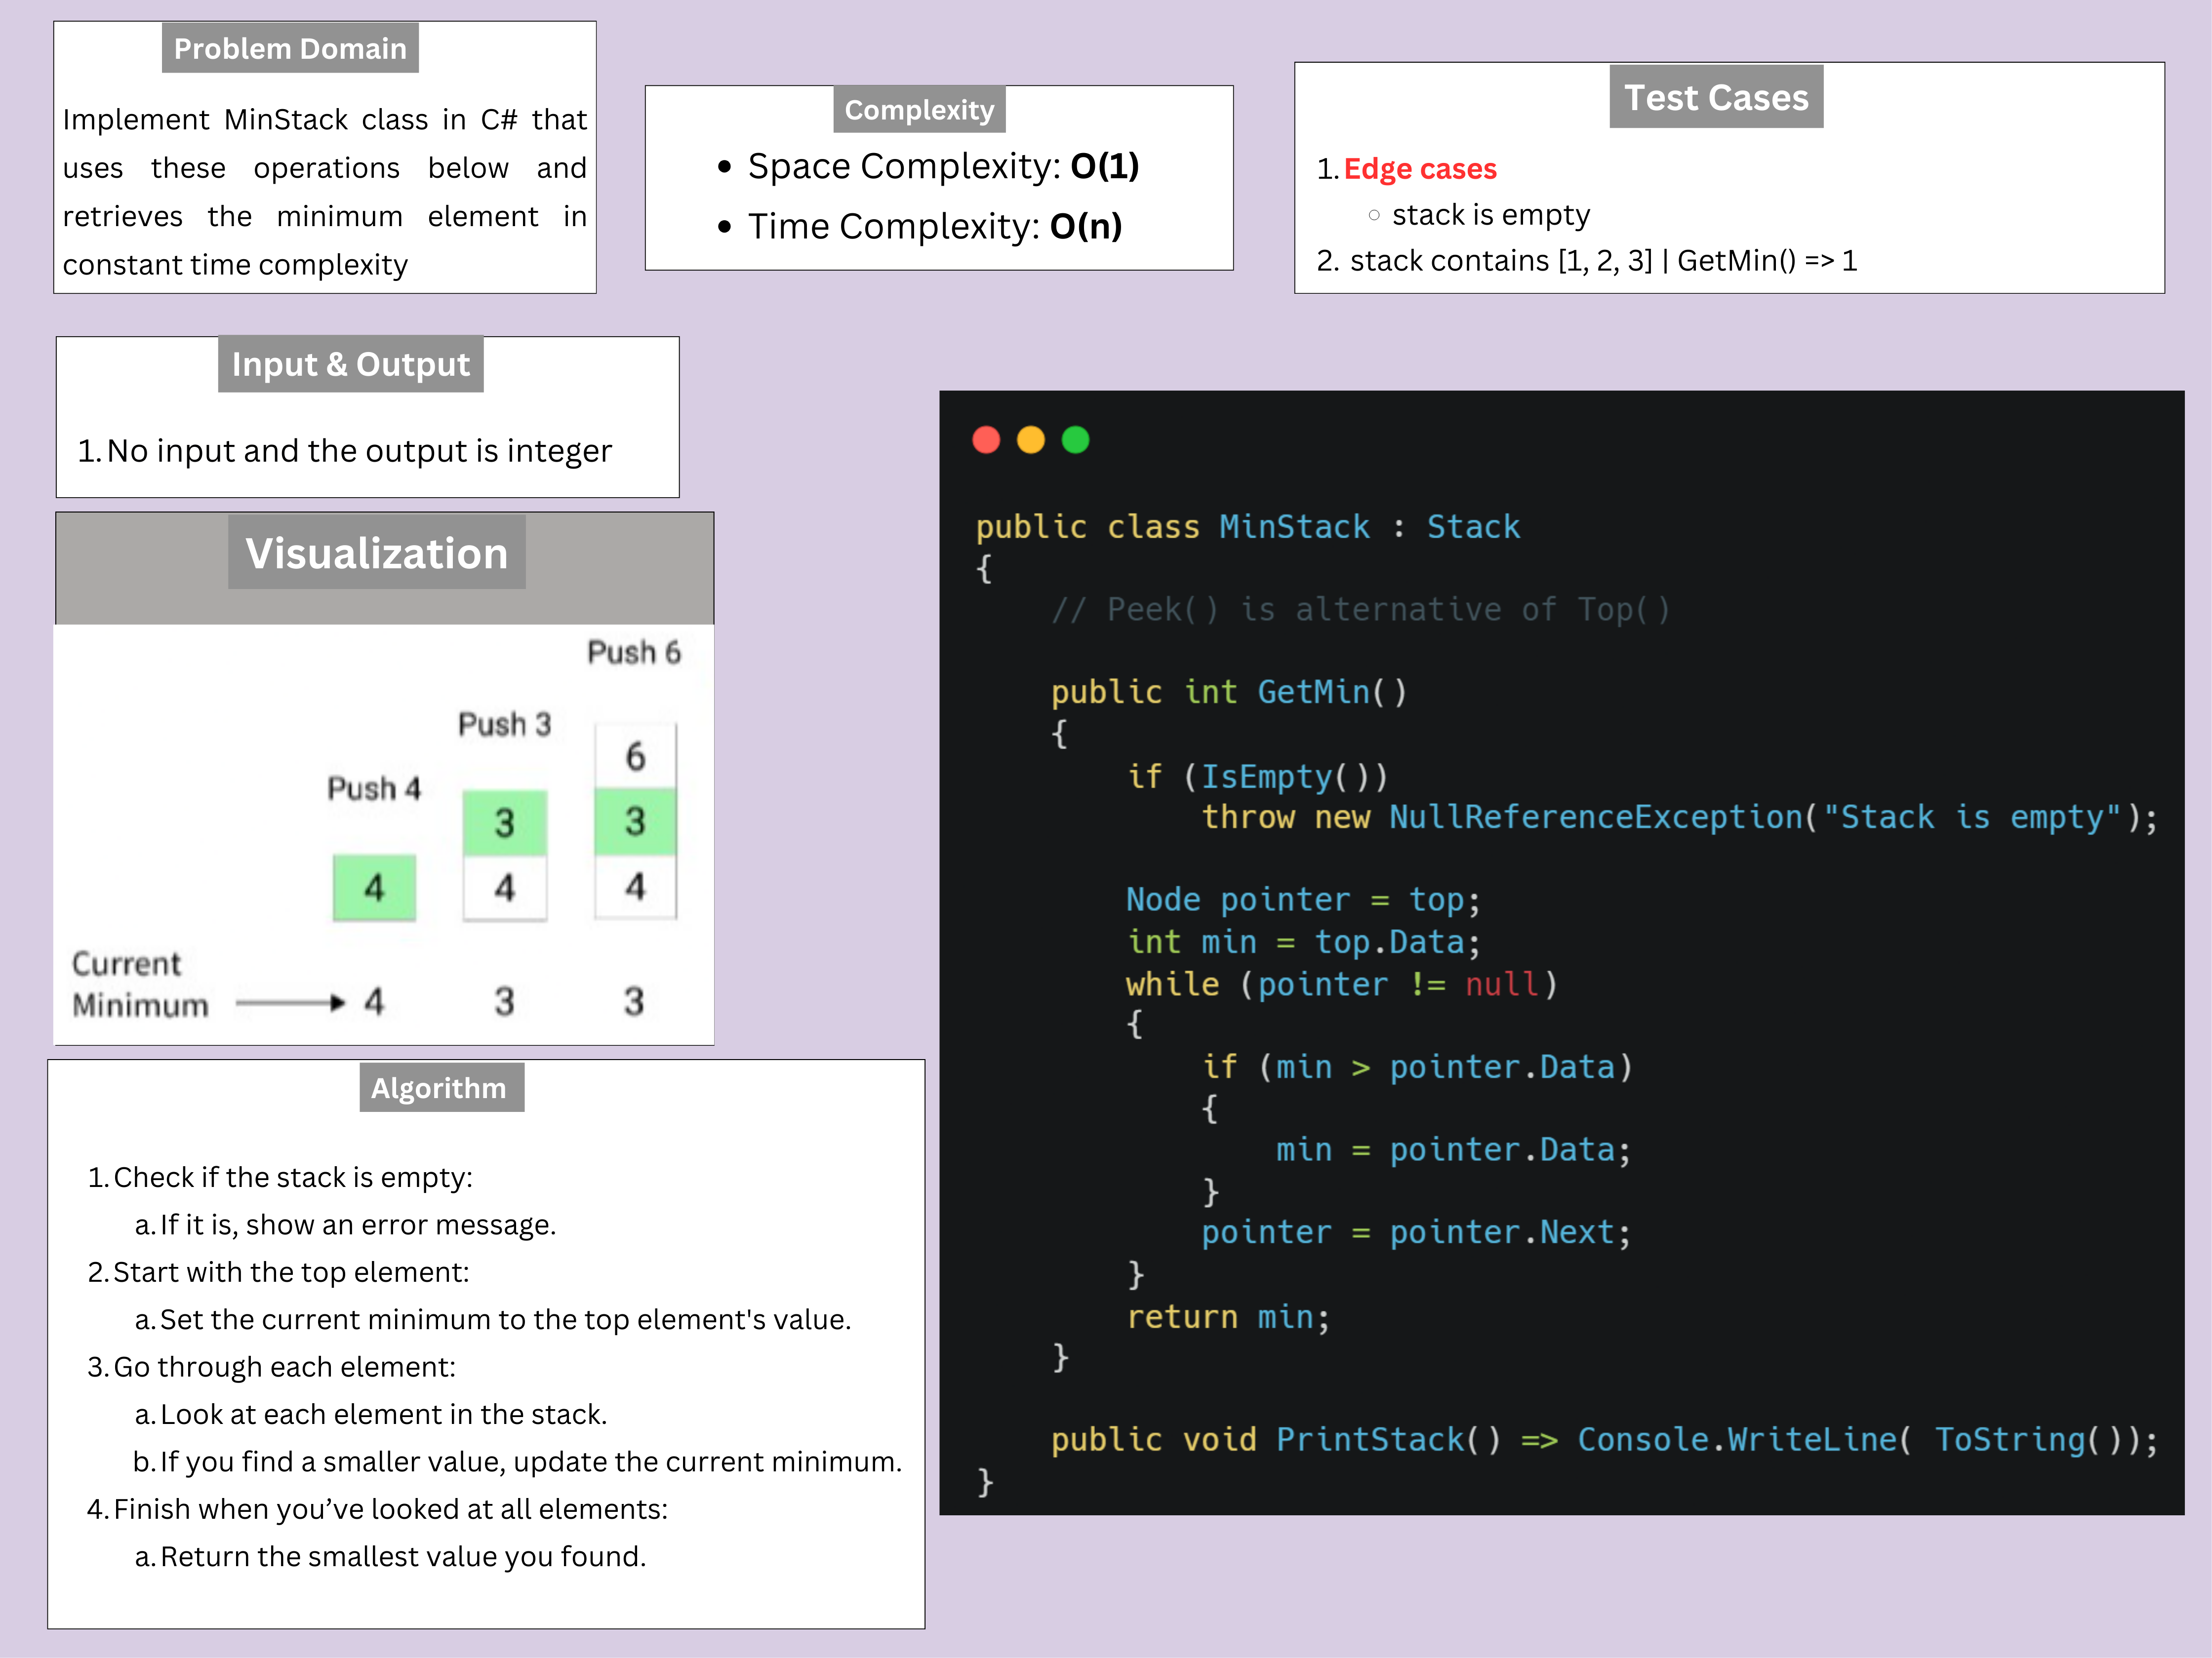 Problem Domain
Implement MinStack class in C# that
uses these operations below and
retrieves the minimum element in
constant time complexity
Complexity
• Space Complexity: O(1)
• Time Complexity: O(n)
Test Cases
1. Edge cases
○ stack is empty
2. stack contains [1, 2, 3] | GetMin() => 1
Input & Output
1. No input and the output is integer
Visualization
Push 4
Push 3
Push 6
6
3
3
4
4
4
Current
Minimum
4
3
3
Algorithm
1. Check if the stack is empty:
a. If it is, show an error message.
2. Start with the top element:
a. Set the current minimum to the top element's value.
3. Go through each element:
a. Look at each element in the stack.
b. If you find a smaller value, update the current minimum.
4. Finish when you’ve looked at all elements:
a. Return the smallest value you found.
public class MinStack : Stack
{
    // Peek() is alternative of Top()
    public int GetMin()
    {
        if (IsEmpty())
            throw new NullReferenceException("Stack is empty");
        Node pointer = top;
        int min = top.Data;
        while (pointer != null)
        {
            if (min > pointer.Data)
            {
                min = pointer.Data;
            }
            pointer = pointer.Next;
        }
        return min;
    }
    public void PrintStack() => Console.WriteLine( ToString());
}